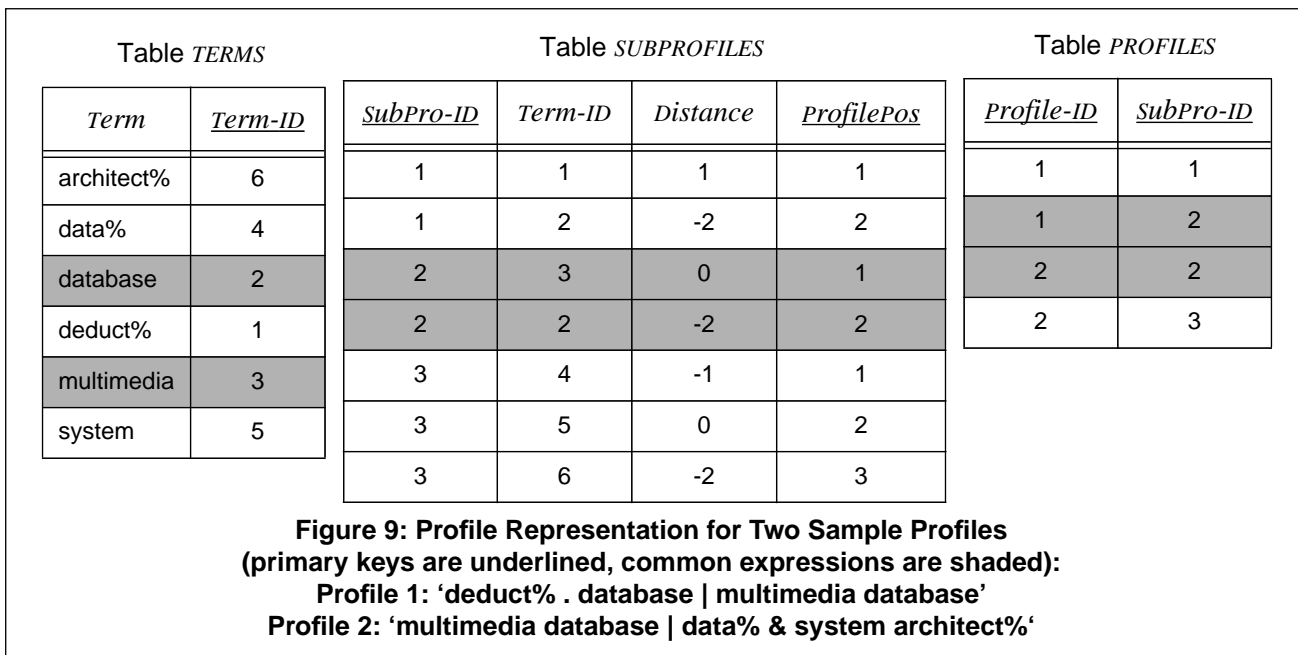 Table TERMS
Term Term-ID
architect% 6
data% 4
database 2
deduct% 1
multimedia 3
system 5
Table SUBPROFILES
SubPro-ID Term-ID Distance ProfilePos
1 1 1 1
1 2 -2 2
2 3 0 1
2 2 -2 2
3 4 -1 1
3 5 0 2
3 6 -2 3
Table PROFILES
Profile-ID SubPro-ID
1 1
1 2
2 2
2 3
Figure 9: Profile Representation for Two Sample Profiles
(primary keys are underlined, common expressions are shaded):
Profile 1: ‘deduct% . database | multimedia database’
Profile 2: ‘multimedia database | data% & system architect%‘